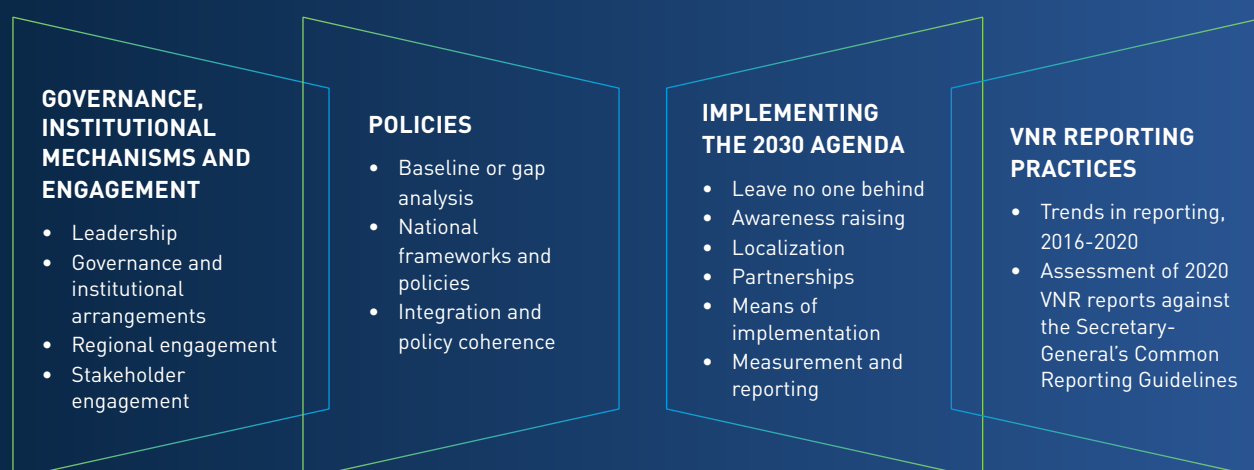 GOVERNANCE,
INSTITUTIONAL
MECHANISMS AND
ENGAGEMENT
• Leadership
• Governance and
institutional
arrangements
• Regional engagement
• Stakeholder
engagement
POLICIES
• Baseline or gap
analysis
• National
frameworks and
policies
• Integration and
policy coherence
IMPLEMENTING
THE 2030 AGENDA
• Leave no one behind
• Awareness raising
• Localization
• Partnerships
• Means of
implementation
• Measurement and
reporting
VNR REPORTING
PRACTICES
• Trends in reporting,
2016-2020
• Assessment of 2020
VNR reports against
the Secretary-
General’s Common
Reporting Guidelines